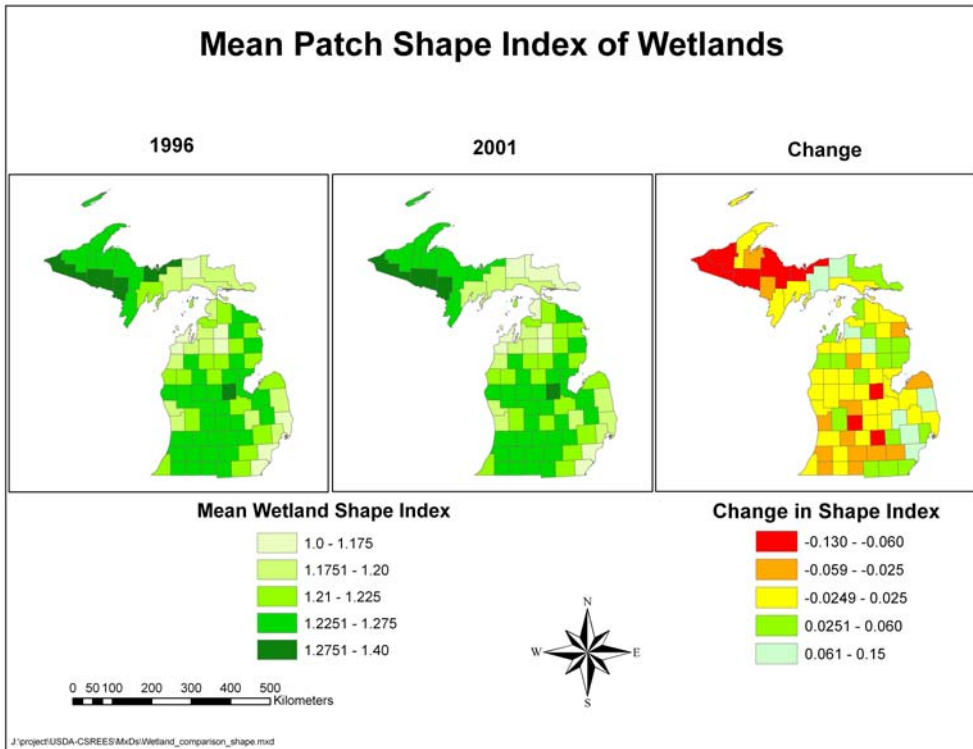 Mean Patch Shape Index of Wetlands
1996
2001
Change
Mean Wetland Shape Index
1.0 - 1.175
1.1751 - 1.20
1.21 - 1.225
1.2251 - 1.275
1.2751 - 1.40
Change in Shape Index
-0.130 - -0.060
-0.059 - -0.025
-0.0249 - 0.025
0.0251 - 0.060
0.061 - 0.15
N
W E
S
0 50 100 200 300 400 500
Kilometers
J:\project\USDA-CSREES\MxDs\Wetland_comparison_shape.mxd